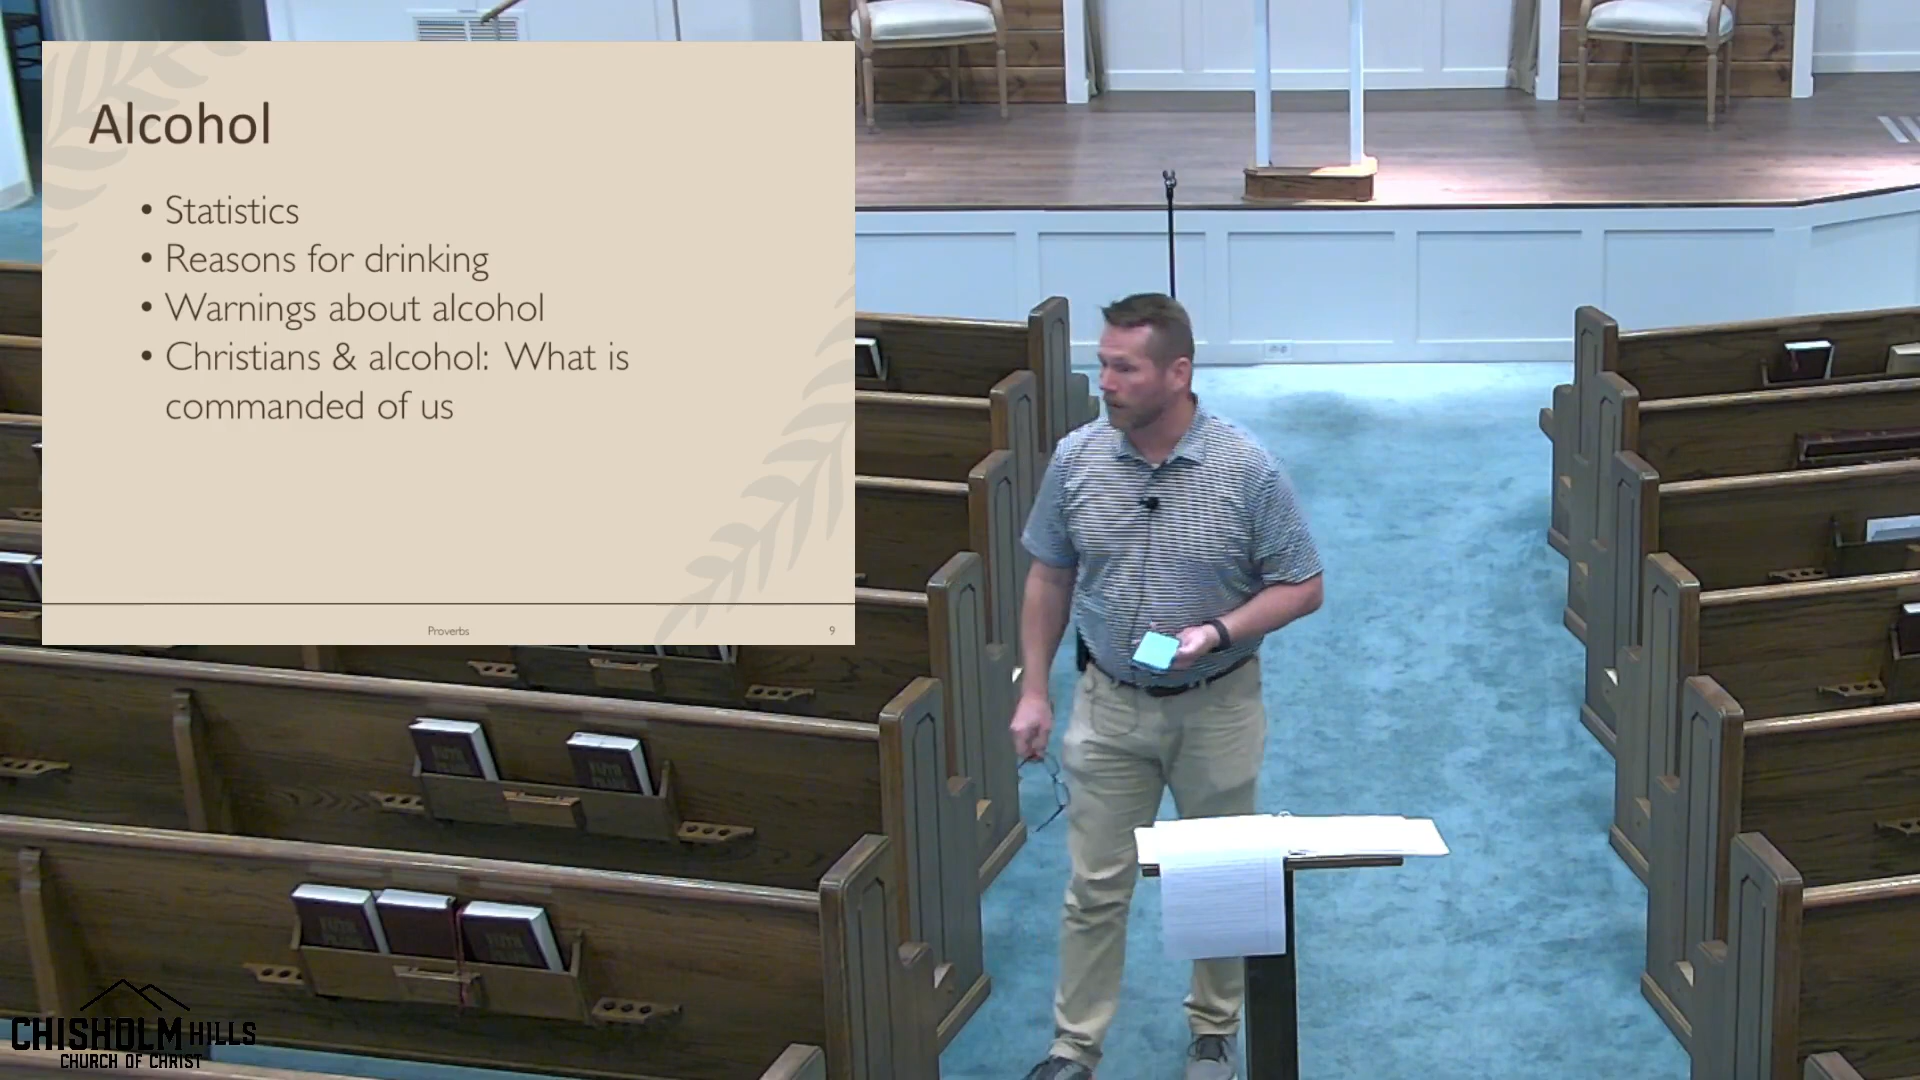 Alcohol
• Statistics
• Reasons for drinking
• Warnings about alcohol
• Christians & alcohol: What is
commanded of us
Proverbs
9
CHISHOLM HILLS
CHURCH OF CHRIST